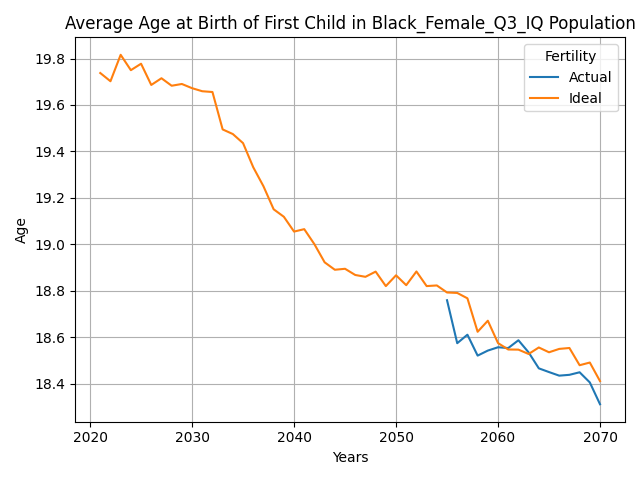 Average Age at Birth of First Child in Black_Female_Q3_IQ Population
Fertility
Actual
Ideal
19.8
19.6
19.4
19.2
19.0
18.8
18.6
18.4
Age
2020
2030
2040
2050
2060
2070
Years